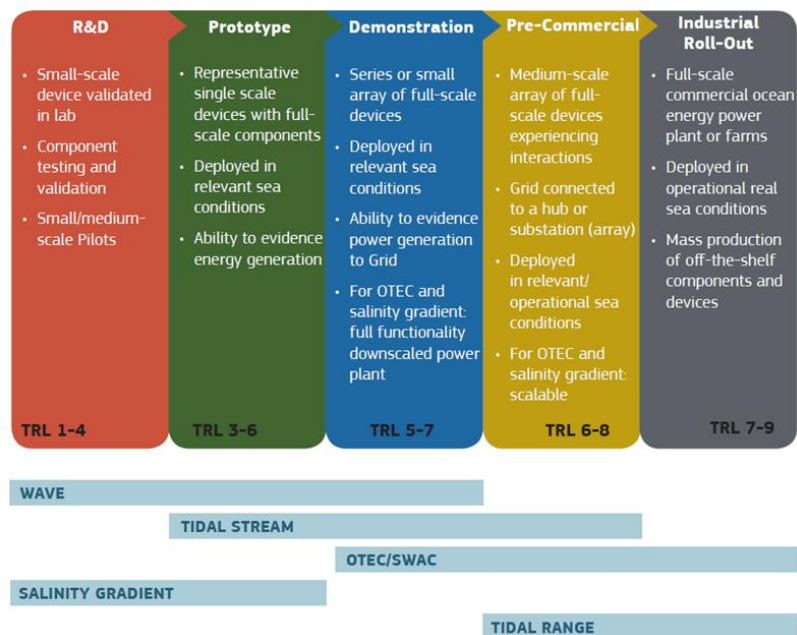 R&D
• Small-scale
device validated
in lab
• Component
testing and
validation
• Small/medium-
scale Pilots
TRL 1-4
Prototype
• Representative
single scale
devices with full-
scale components
• Deployed in
relevant sea
conditions
• Ability to evidence
energy generation
TRL 3-6
Demonstration
• Series or small
array of full-scale
devices
• Deployed in
relevant sea
conditions
• Ability to evidence
power generation
to Grid
• For OTEC and
salinity gradient:
full functionality
downscaled power
plant
TRL 5-7
Pre-Commercial
• Medium-scale
array of full-
scale devices
experiencing
interactions
• Grid connected
to a hub or
substation (array)
• Deployed
in relevant/
operational sea
conditions
• For OTEC and
salinity gradient:
scalable
TRL 6-8
Industrial
Roll-Out
• Full-scale
commercial ocean
energy power
plant or farms
• Deployed in
operational real
sea conditions
• Mass production
of off-the-shelf
components and
devices
TRL 7-9
WAVE
TIDAL STREAM
OTEC/SWAC
SALINITY GRADIENT
TIDAL RANGE